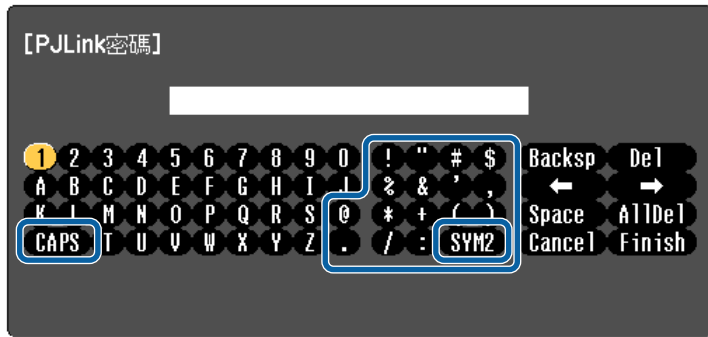 [PJLink密碼]
1 2 3 4 5 6 7 8 9 0 ! " # $ Backsp Del
A B C D E F G H I J % & ' , ← →
K L M N O P Q R S @ * + ( ) Space AllDel
CAPS T U V W X Y Z . / : SYM2 Cancel Finish